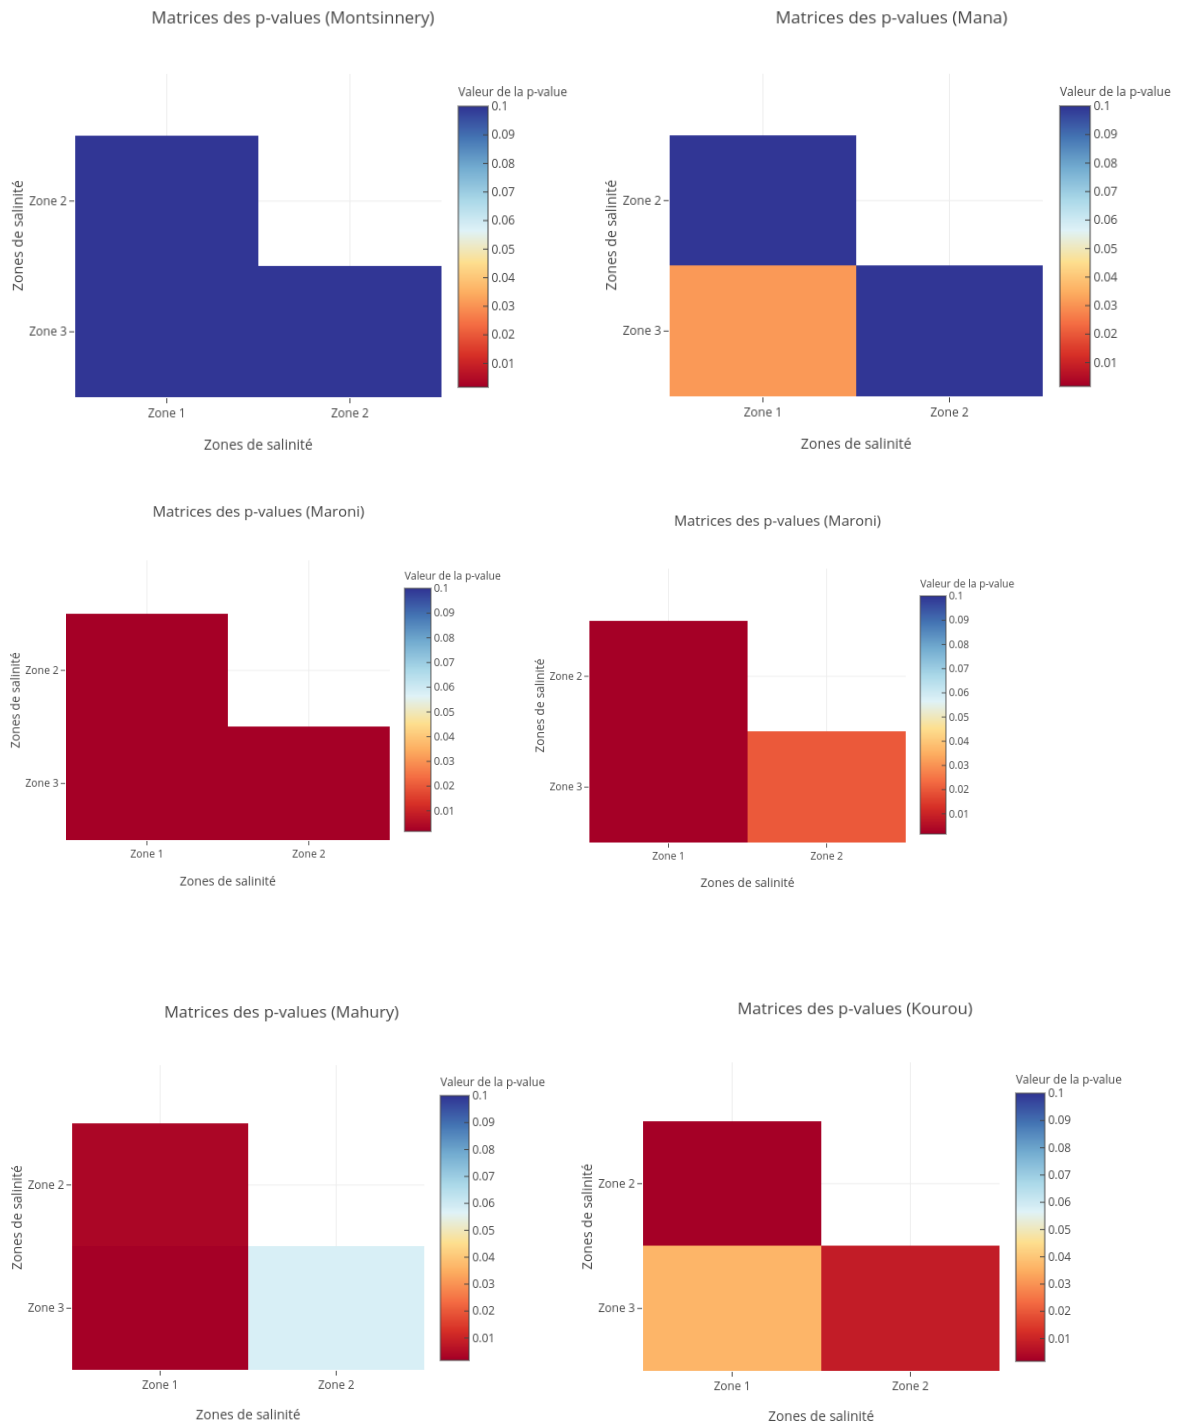 Matrices des p-values (Montsinnery)
Valeur de la p-value
0.1
0.09
0.08
0.07
0.06
0.05
0.04
0.03
0.02
0.01
Zones de salinité
Zone 2
Zone 3
Zone 1
Zone 2
Zones de salinité
Matrices des p-values (Mana)
Valeur de la p-value
0.1
0.09
0.08
0.07
0.06
0.05
0.04
0.03
0.02
0.01
Zones de salinité
Zone 2
Zone 3
Zone 1
Zone 2
Zones de salinité
Matrices des p-values (Maroni)
Valeur de la p-value
0.1
0.09
0.08
0.07
0.06
0.05
0.04
0.03
0.02
0.01
Zones de salinité
Zone 2
Zone 3
Zone 1
Zone 2
Zones de salinité
Matrices des p-values (Maroni)
Valeur de la p-value
0.1
0.09
0.08
0.07
0.06
0.05
0.04
0.03
0.02
0.01
Zones de salinité
Zone 2
Zone 3
Zone 1
Zone 2
Zones de salinité
Matrices des p-values (Mahury)
Valeur de la p-value
0.1
0.09
0.08
0.07
0.06
0.05
0.04
0.03
0.02
0.01
Zones de salinité
Zone 2
Zone 3
Zone 1
Zone 2
Zones de salinité
Matrices des p-values (Kourou)
Valeur de la p-value
0.1
0.09
0.08
0.07
0.06
0.05
0.04
0.03
0.02
0.01
Zones de salinité
Zone 2
Zone 3
Zone 1
Zone 2
Zones de salinité